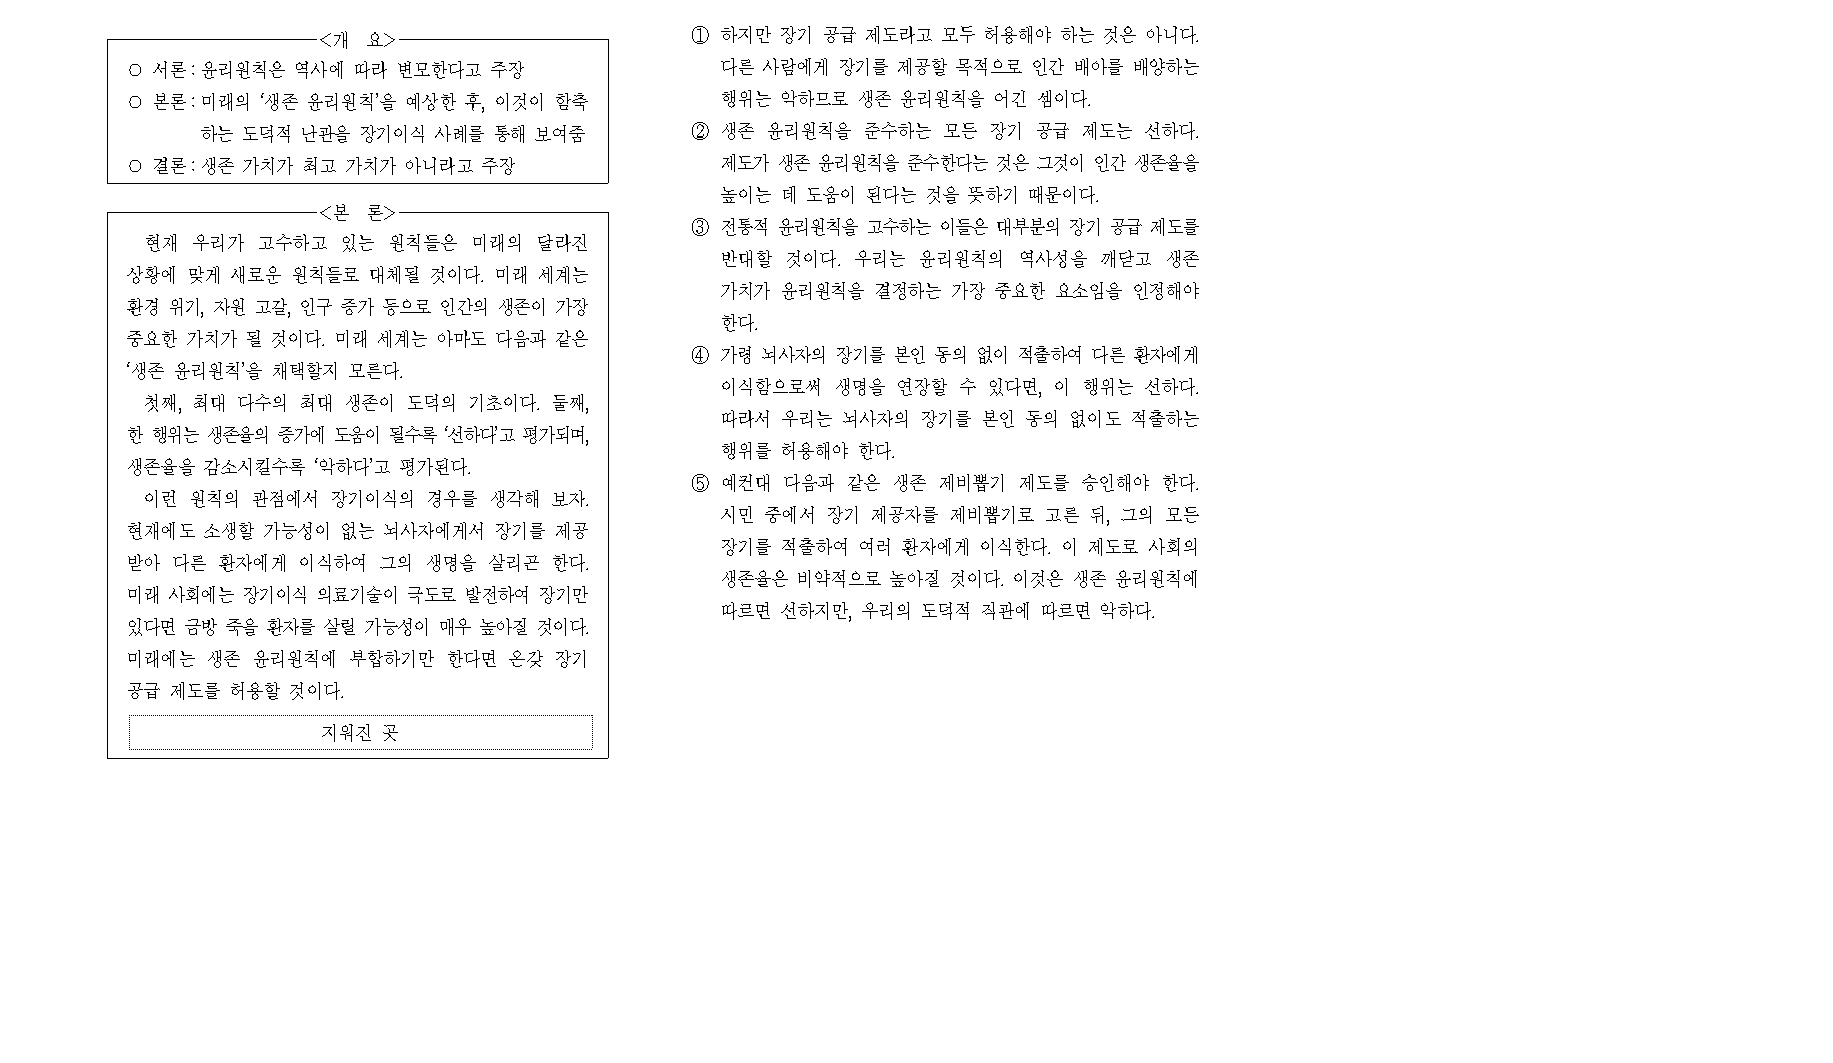 <개 요>
○ 서론 : 윤리원칙은 역사에 따라 변모한다고 주장
○ 본론 : 미래의 ‘생존 윤리원칙’을 예상한 후, 이것이 함축
하는 도덕적 난관을 장기이식 사례를 통해 보여줌
○ 결론 : 생존 가치가 최고 가치가 아니라고 주장
<본 론>
현재 우리가 고수하고 있는 원칙들은 미래의 달라진
상황에 맞게 새로운 원칙들로 대체될 것이다. 미래 세계는
환경 위기, 자원 고갈, 인구 증가 등으로 인간의 생존이 가장
중요한 가치가 될 것이다. 미래 세계는 아마도 다음과 같은
‘생존 윤리원칙’을 채택할지 모른다.
첫째, 최대 다수의 최대 생존이 도덕의 기초이다. 둘째,
한 행위는 생존율의 증가에 도움이 될수록 ‘선하다’고 평가되며,
생존율을 감소시킬수록 ‘악하다’고 평가된다.
이런 원칙의 관점에서 장기이식의 경우를 생각해 보자.
현재에도 소생할 가능성이 없는 뇌사자에게서 장기를 제공
받아 다른 환자에게 이식하여 그의 생명을 살리곤 한다.
미래 사회에는 장기이식 의료기술이 극도로 발전하여 장기만
있다면 금방 죽을 환자를 살릴 가능성이 매우 높아질 것이다.
미래에는 생존 윤리원칙에 부합하기만 한다면 온갖 장기
공급 제도를 허용할 것이다.
지워진 곳
① 하지만 장기 공급 제도라고 모두 허용해야 하는 것은 아니다.
다른 사람에게 장기를 제공할 목적으로 인간 배아를 배양하는
행위는 악하므로 생존 윤리원칙을 어긴 셈이다.
② 생존 윤리원칙을 준수하는 모든 장기 공급 제도는 선하다.
제도가 생존 윤리원칙을 준수한다는 것은 그것이 인간 생존율을
높이는 데 도움이 된다는 것을 뜻하기 때문이다.
③ 전통적 윤리원칙을 고수하는 이들은 대부분의 장기 공급 제도를
반대할 것이다. 우리는 윤리원칙의 역사성을 깨닫고 생존
가치가 윤리원칙을 결정하는 가장 중요한 요소임을 인정해야
한다.
④ 가령 뇌사자의 장기를 본인 동의 없이 적출하여 다른 환자에게
이식함으로써 생명을 연장할 수 있다면, 이 행위는 선하다.
따라서 우리는 뇌사자의 장기를 본인 동의 없이도 적출하는
행위를 허용해야 한다.
⑤ 예컨대 다음과 같은 생존 제비뽑기 제도를 승인해야 한다.
시민 중에서 장기 제공자를 제비뽑기로 고른 뒤, 그의 모든
장기를 적출하여 여러 환자에게 이식한다. 이 제도로 사회의
생존율은 비약적으로 높아질 것이다. 이것은 생존 윤리원칙에
따르면 선하지만, 우리의 도덕적 직관에 따르면 악하다.